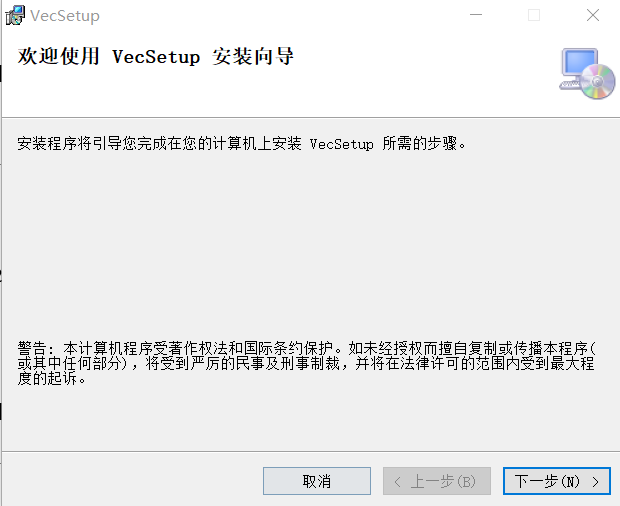 VecSetup
欢迎使用 VecSetup 安装向导
安装程序将引导您完成在您的计算机上安装 VecSetup 所需的步骤。
警告: 本计算机程序受著作权法和国际条约保护。如未经授权而擅自复制或传播本程序(
或其中任何部分)，将受到严厉的民事及刑事制裁，并将在法律许可的范围内受到最大程
度的起诉。
取消
< 上一步(B)
下一步(N) >